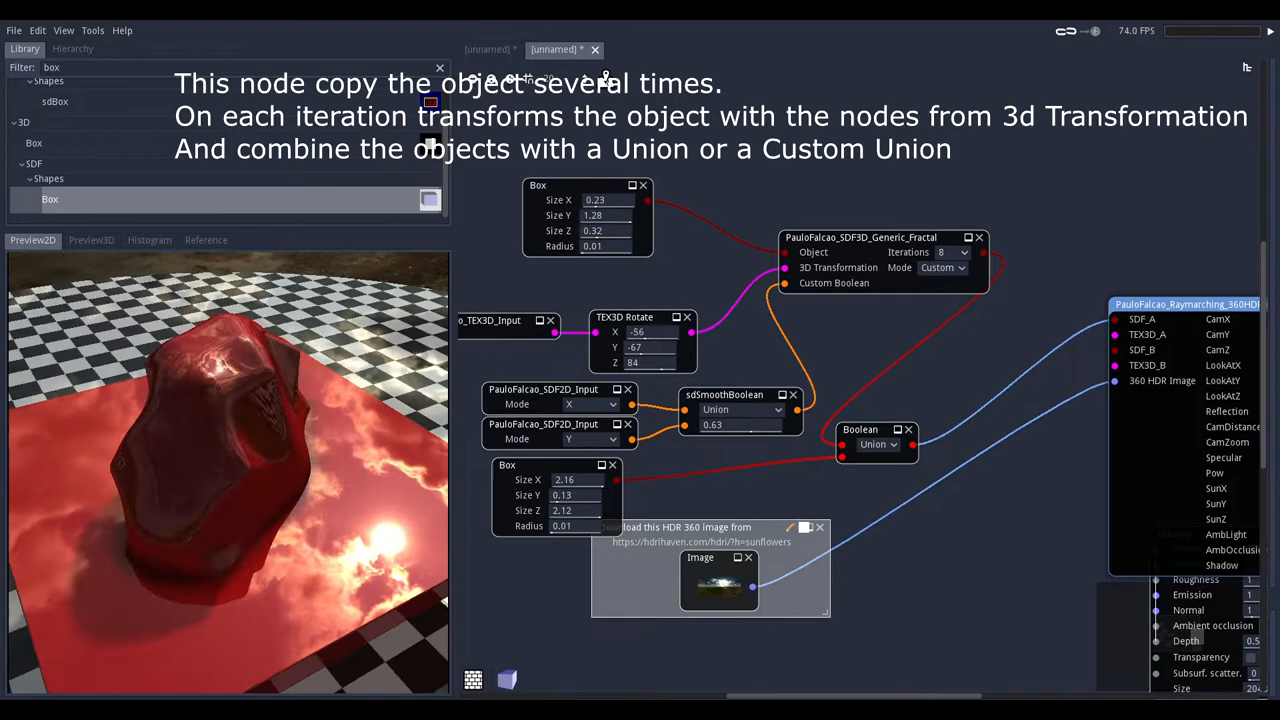 File Edit View Tools Help
74.0 FPS
Library Hierarchy
[unnamed] * [unnamed] *
Filter: box
This node copy the object several times.
On each iteration transforms the object with the nodes from 3d Transformation
And combine the objects with a Union or a Custom Union
Shapes
sdBox
3D
Box
SDF
Shapes
Box
Preview2D Preview3D Histogram Reference
Box
Size X 0.23
Size Y 1.28
Size Z 0.32
Radius 0.01
PauloFalcao_SDF3D_Generic_Fractal
Object Iterations 8
3D Transformation Mode Custom
Custom Boolean
o_TEX3D_Input
TEX3D Rotate
X -56
Y -67
Z 84
PauloFalcao_SDF2D_Input
Mode X
PauloFalcao_SDF2D_Input
Mode Y
sdSmoothBoolean
Union
0.63
Boolean
Union
Box
Size X 2.16
Size Y 0.13
Size Z 2.12
Radius 0.01
Download this HDR 360 image from
https://hdrihaven.com/hdri/?h=sunflowers
Image
PauloFalcao_Raymarching_360HDR
SDF_A CamX
TEX3D_A CamY
SDF_B CamZ
TEX3D_B LookAtX
360 HDR Image LookAtY
LookAtZ
Reflection
CamDistance
CamZoom
Specular
Pow
SunX
SunY
SunZ
AmbLight
AmbOcclusio
Shadow
Roughness 1
Emission 1
Normal 1
Ambient occlusion
Depth 0.5
Transparency
Subsurf. scatter. 0
Size 204